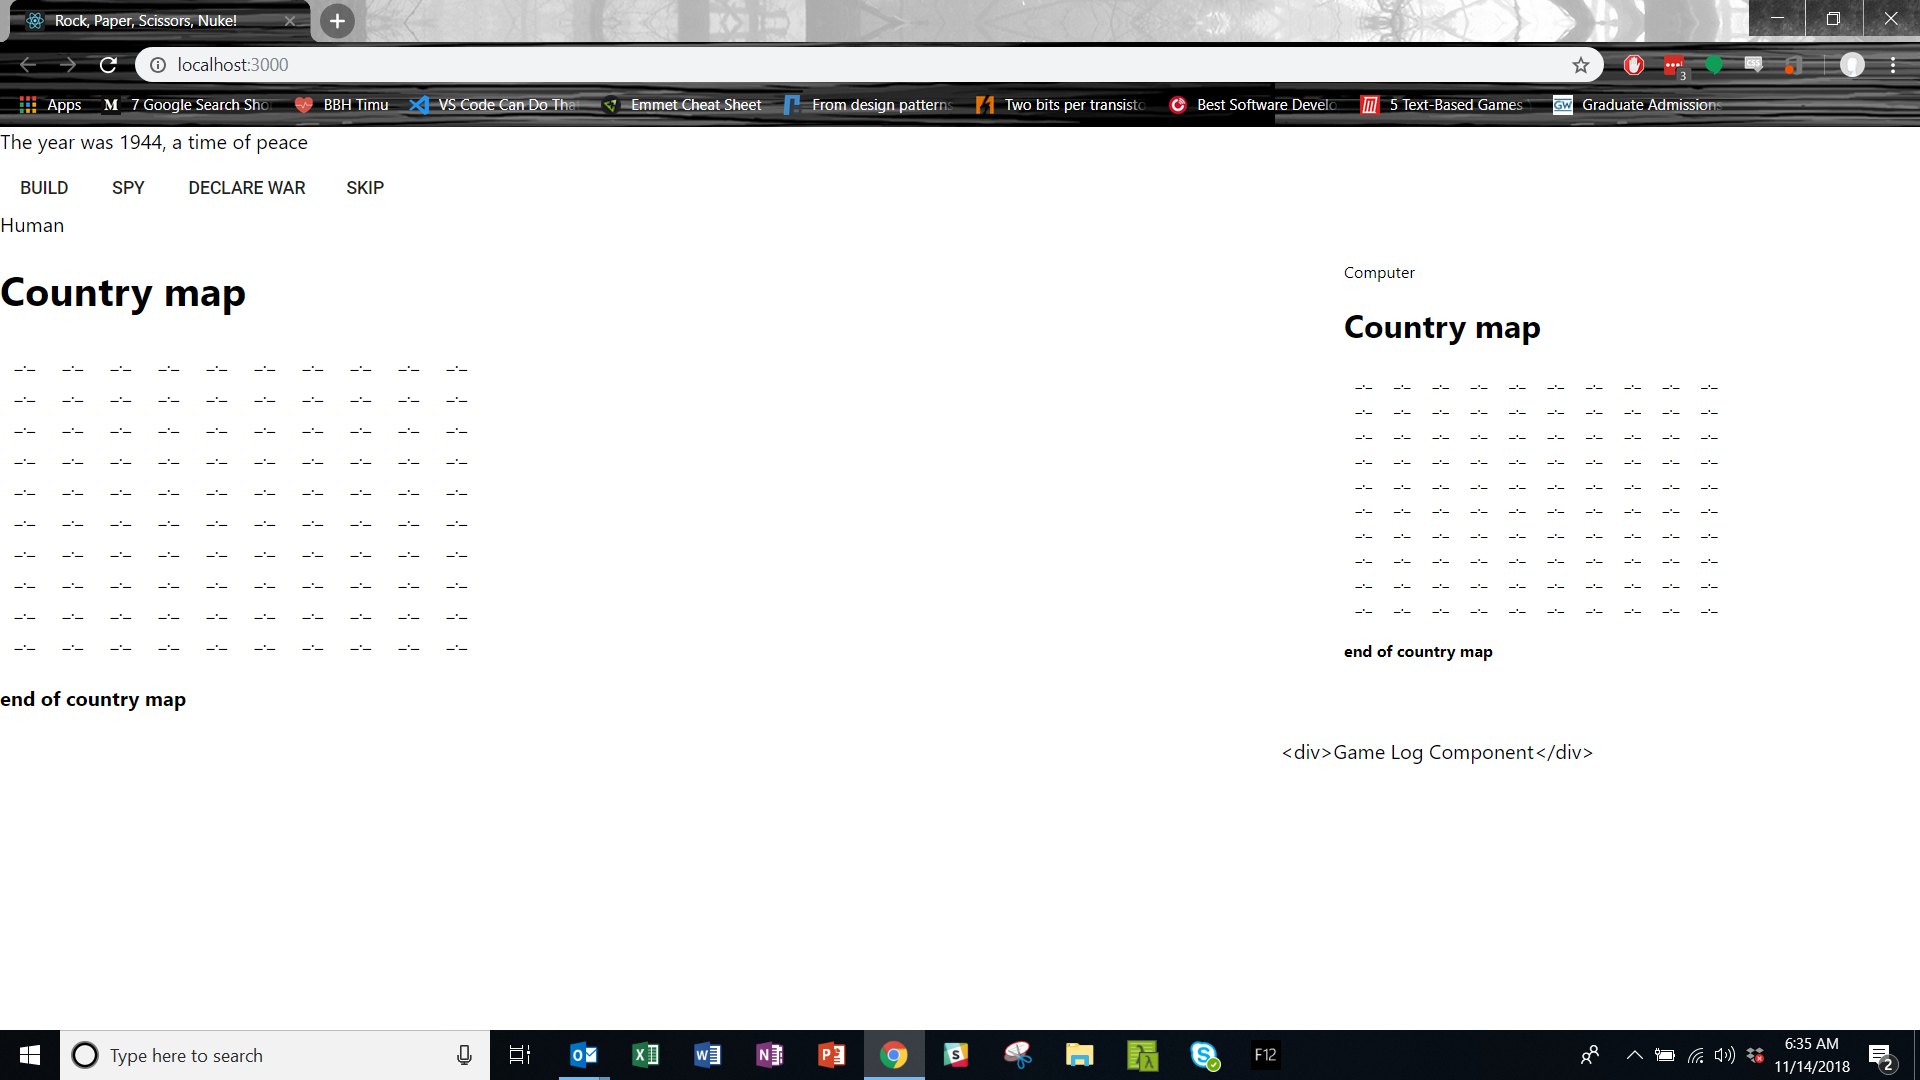 Rock, Paper, Scissors, Nuke!
localhost:3000
3
Apps M 7 Google Search Sho BBH Timu VS Code Can Do Tha Emmet Cheat Sheet From design patterns Two bits per transisto Best Software Develo 5 Text-Based Games GW Graduate Admissions
The year was 1944, a time of peace
BUILD SPY DECLARE WAR SKIP
Human
Computer
Country map
Country map
_._ _._ _._ _._ _._ _._ _._ _._ _._ _._
_._ _._ _._ _._ _._ _._ _._ _._ _._ _._
_._ _._ _._ _._ _._ _._ _._ _._ _._ _._
_._ _._ _._ _._ _._ _._ _._ _._ _._ _._
_._ _._ _._ _._ _._ _._ _._ _._ _._ _._
_._ _._ _._ _._ _._ _._ _._ _._ _._ _._
_._ _._ _._ _._ _._ _._ _._ _._ _._ _._
_._ _._ _._ _._ _._ _._ _._ _._ _._ _._
_._ _._ _._ _._ _._ _._ _._ _._ _._ _._
_._ _._ _._ _._ _._ _._ _._ _._ _._ _._
end of country map
_._ _._ _._ _._ _._ _._ _._ _._ _._ _._
_._ _._ _._ _._ _._ _._ _._ _._ _._ _._
_._ _._ _._ _._ _._ _._ _._ _._ _._ _._
_._ _._ _._ _._ _._ _._ _._ _._ _._ _._
_._ _._ _._ _._ _._ _._ _._ _._ _._ _._
_._ _._ _._ _._ _._ _._ _._ _._ _._ _._
_._ _._ _._ _._ _._ _._ _._ _._ _._ _._
_._ _._ _._ _._ _._ _._ _._ _._ _._ _._
_._ _._ _._ _._ _._ _._ _._ _._ _._ _._
_._ _._ _._ _._ _._ _._ _._ _._ _._ _._
end of country map
<div>Game Log Component</div>
Type here to search
F12
6:35 AM
11/14/2018
2